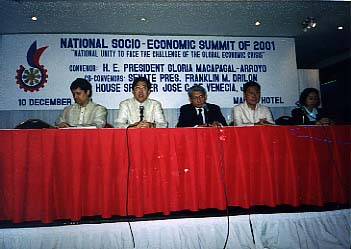 NATIONAL SOCIO-ECONOMIC SUMMIT OF 2001
"NATIONAL UNITY TO FACE THE CHALLENGE OF THE GLOBAL ECONOMIC CRISIS"
CONVENOR: H. E. PRESIDENT GLORIA MACAPAGAL-ARROYO
CO-CONVENORS: SENATE PRES. FRANKLIN M. DRILON
HOUSE SPEAKER JOSE C. DE VENECIA, JR.
10 DECEMBER HOTEL